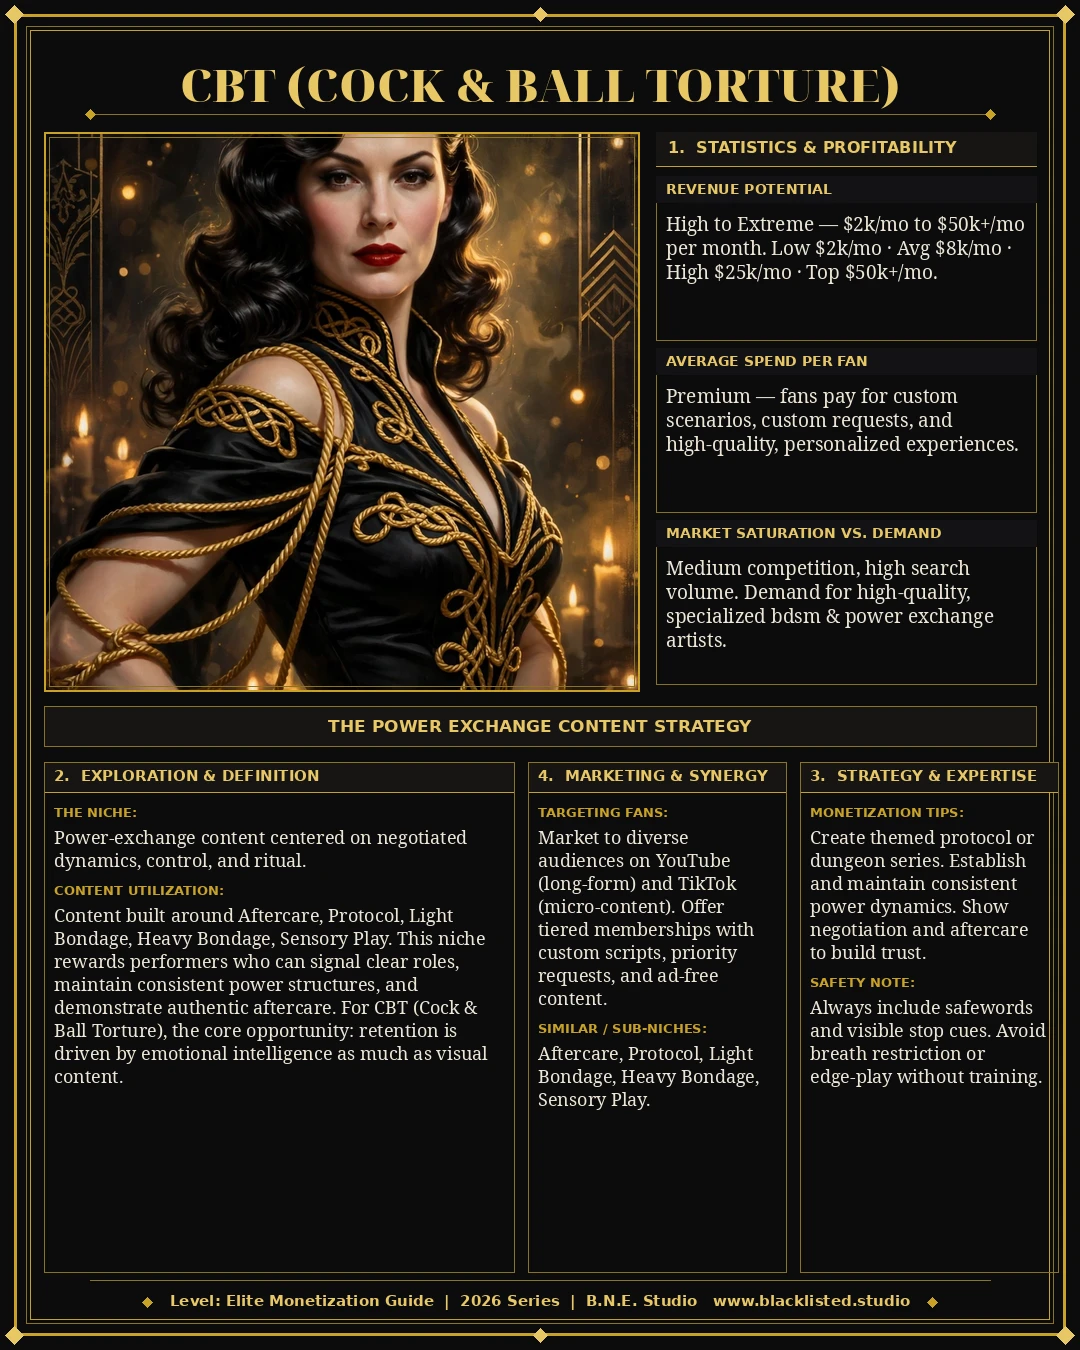 CBT (COCK & BALL TORTURE)
1. STATISTICS & PROFITABILITY
REVENUE POTENTIAL
High to Extreme — $2k/mo to $50k+/mo
per month. Low $2k/mo · Avg $8k/mo ·
High $25k/mo · Top $50k+/mo.
AVERAGE SPEND PER FAN
Premium — fans pay for custom
scenarios, custom requests, and
high-quality, personalized experiences.
MARKET SATURATION VS. DEMAND
Medium competition, high search
volume. Demand for high-quality,
specialized bdsm & power exchange
artists.
THE POWER EXCHANGE CONTENT STRATEGY
2. EXPLORATION & DEFINITION
THE NICHE:
Power-exchange content centered on negotiated
dynamics, control, and ritual.
CONTENT UTILIZATION:
Content built around Aftercare, Protocol, Light
Bondage, Heavy Bondage, Sensory Play. This niche
rewards performers who can signal clear roles,
maintain consistent power structures, and
demonstrate authentic aftercare. For CBT (Cock &
Ball Torture), the core opportunity: retention is
driven by emotional intelligence as much as visual
content.
4. MARKETING & SYNERGY
TARGETING FANS:
Market to diverse
audiences on YouTube
(long-form) and TikTok
(micro-content). Offer
tiered memberships with
custom scripts, priority
requests, and ad-free
content.
SIMILAR / SUB-NICHES:
Aftercare, Protocol, Light
Bondage, Heavy Bondage,
Sensory Play.
3. STRATEGY & EXPERTISE
MONETIZATION TIPS:
Create themed protocol or
dungeon series. Establish
and maintain consistent
power dynamics. Show
negotiation and aftercare
to build trust.
SAFETY NOTE:
Always include safewords
and visible stop cues. Avoid
breath restriction or
edge-play without training.
Level: Elite Monetization Guide | 2026 Series | B.N.E. Studio www.blacklisted.studio